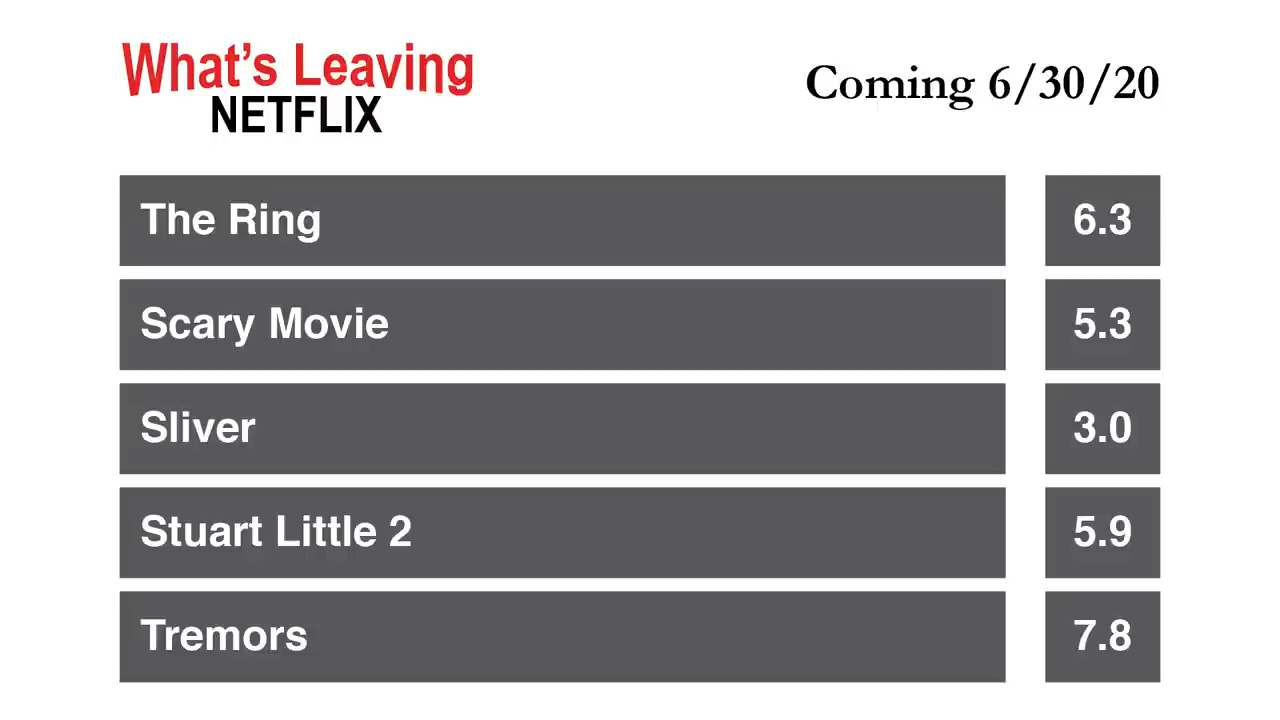 What's Leaving
NETFLIX
Coming 6/30/20
The Ring 6.3
Scary Movie 5.3
Sliver 3.0
Stuart Little 2 5.9
Tremors 7.8